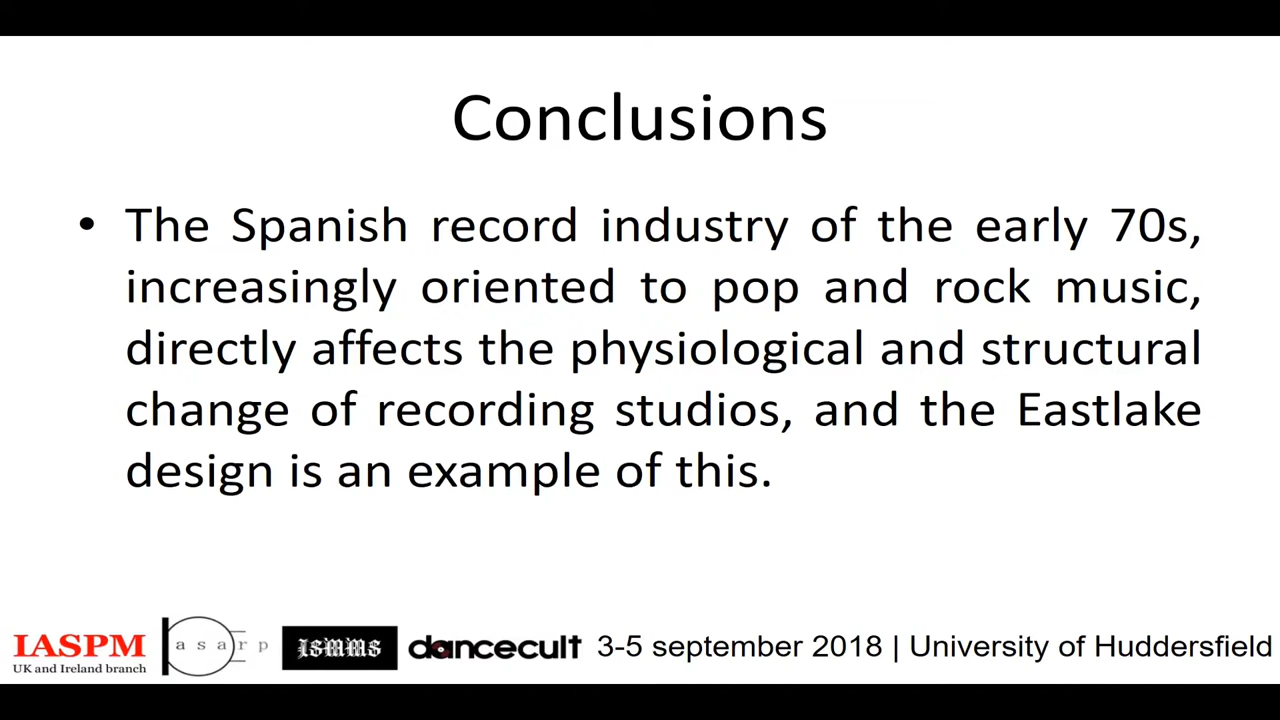 Conclusions
• The Spanish record industry of the early 70s,
increasingly oriented to pop and rock music,
directly affects the physiological and structural
change of recording studios, and the Eastlake
design is an example of this.
IASPM
UK and Ireland branch
asarp
ISMMS
dancecult
3-5 september 2018 | University of Huddersfield